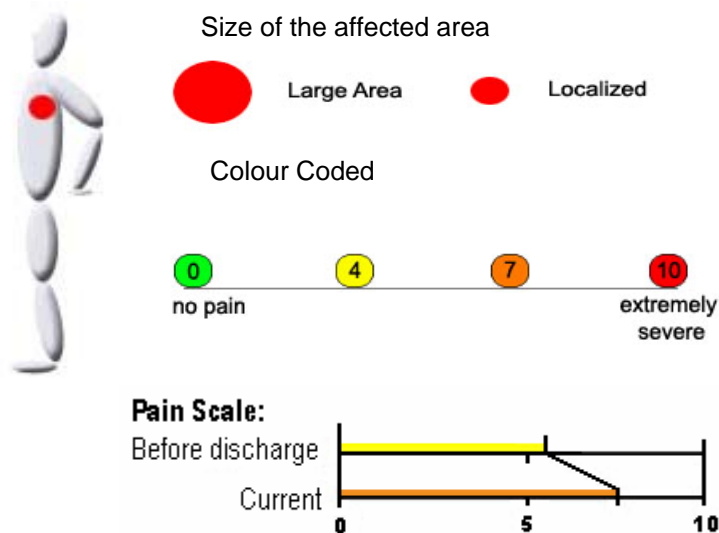 Size of the affected area
Large Area Localized
Colour Coded
0 4 7 10
no pain extremely
severe
Pain Scale:
Before discharge
Current
0 5 10